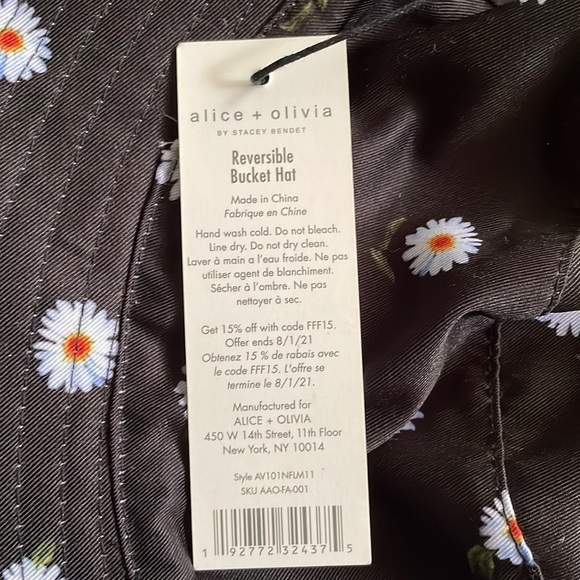 alice + olivia
BY STACEY BENDET
Reversible
Bucket Hat
Made in China
Fabrique en Chine
Hand wash cold. Do not bleach.
Line dry. Do not dry clean.
Laver à main a l'eau froide. Ne pas
utiliser agent de blanchiment.
Sécher à l'ombre. Ne pas
nettoyer à sec.
Get 15% off with code FFF15.
Offer ends 8/1/21
Obtenez 15 % de rabais avec
le code FFF15. L'offre se
termine le 8/1/21.
Manufactured for
ALICE + OLIVIA
450 W 14th Street, 11th Floor
New York, NY 10014
Style AV101NFLM11
SKU AAO-FA-001
1 92772 32437 5